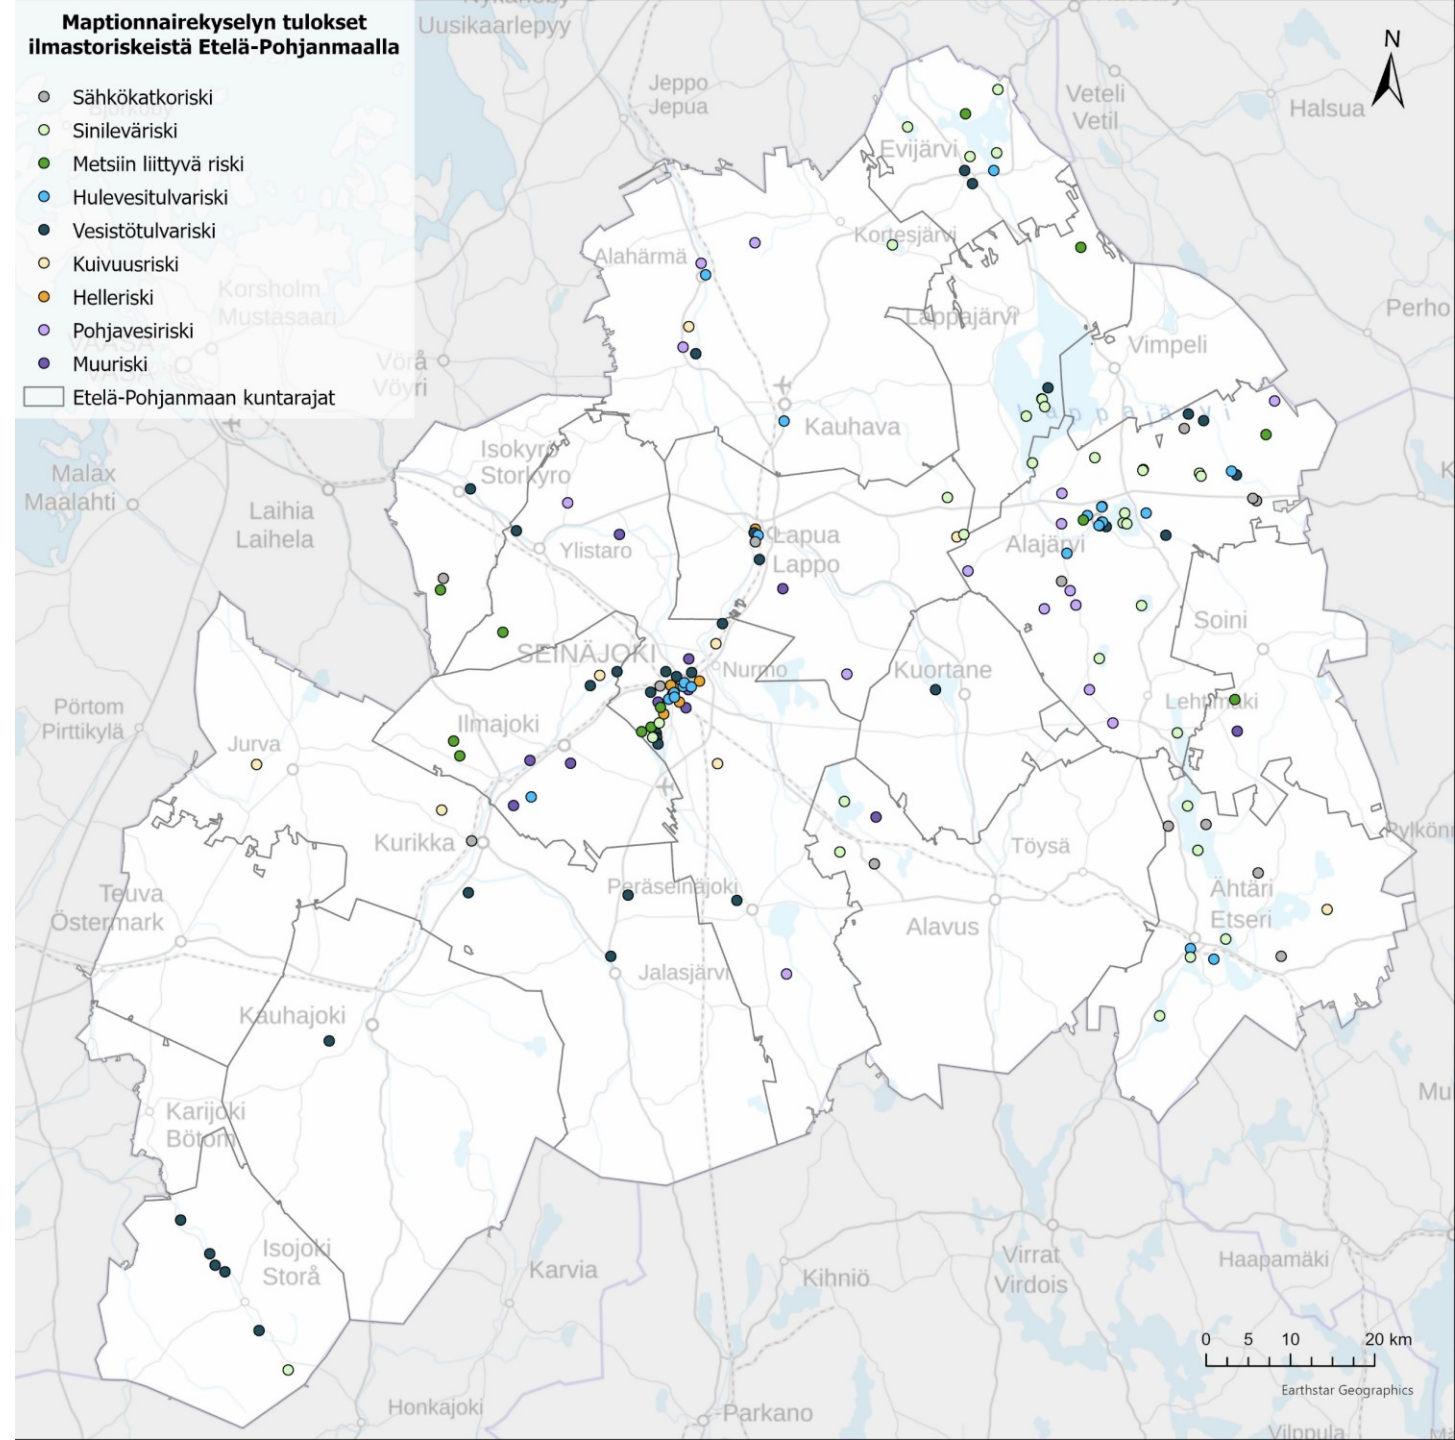 Maptionnairekyselyn tulokset
ilmastoriskeistä Etelä-Pohjanmaalla
Sähkökatkoriski
Sinileväriski
Metsiin liittyvä riski
Hulevesitulvariski
Vesistötulvariski
Kuivuusriski
Helleriski
Pohjavesiriski
Muuriski
Etelä-Pohjanmaan kuntarajat
N
Uusikaarlepyy
Jeppo
Jepua
Veteli
Vetil
Halsua
Evijärvi
Kortesjärvi
Alahärmä
Korsholm
Mustasaari
Lappajärvi
Perho
Vimpeli
Vörå
Vöyri
Lappajärvi
Kauhava
Isokyrö
Storkyro
Malax
Maalahti
Laihia
Laihela
Ylistaro
Lapua
Lappo
Alajärvi
Soini
SEINÄJOKI
Nurmo
Kuortane
Lehtimäki
Pörtom
Pirttikylä
Ilmajoki
Jurva
Kurikka
Töysä
Teuva
Östermark
Peräseinäjoki
Ähtäri
Etseri
Alavus
Jalasjärvi
Kauhajoki
Karijoki
Bötom
Isojoki
Storå
Karvia
Kihniö
Virrat
Virdois
Haapamäki
0 5 10 20 km
Earthstar Geographics
Honkajoki
Parkano
Vilppula